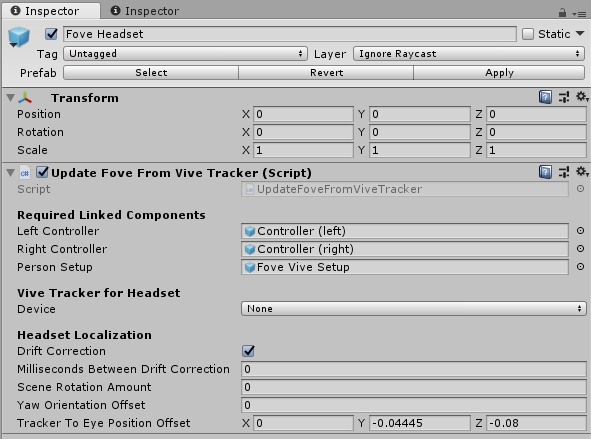 Inspector Inspector
Fove Headset Static
Tag Untagged Layer Ignore Raycast
Prefab Select Revert Apply
Transform
Position X 0 Y 0 Z 0
Rotation X 0 Y 0 Z 0
Scale X 1 Y 1 Z 1
Update Fove From Vive Tracker (Script)
Script UpdateFoveFromViveTracker
Required Linked Components
Left Controller Controller (left)
Right Controller Controller (right)
Person Setup Fove Vive Setup
Vive Tracker for Headset
Device None
Headset Localization
Drift Correction
Milliseconds Between Drift Correction 0
Scene Rotation Amount 0
Yaw Orientation Offset 0
Tracker To Eye Position Offset X 0 Y -0.04445 Z -0.08